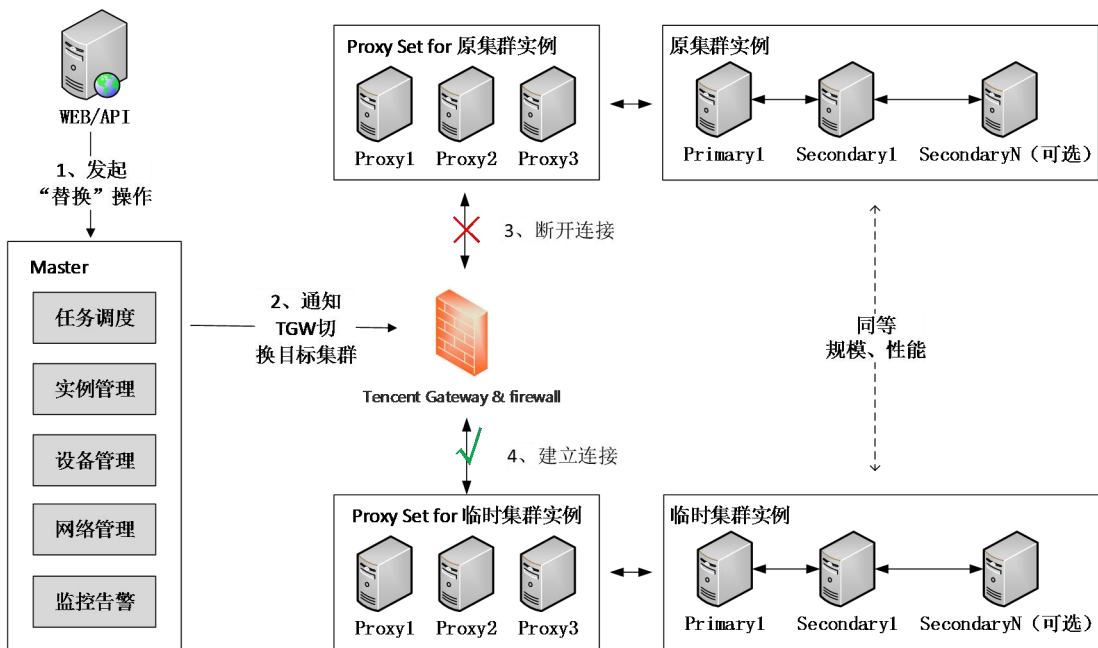 WEB/API
1、发起
“替换”操作
Master
任务调度
实例管理
设备管理
网络管理
监控告警
2、通知
TGW切
换目标集群
Proxy Set for 原集群实例
Proxy1
Proxy2
Proxy3
原集群实例
Primary1
Secondary1
SecondaryN（可选）
3、断开连接
Tencent Gateway & firewall
4、建立连接
同等
规模、性能
Proxy Set for 临时集群实例
Proxy1
Proxy2
Proxy3
临时集群实例
Primary1
Secondary1
SecondaryN（可选）